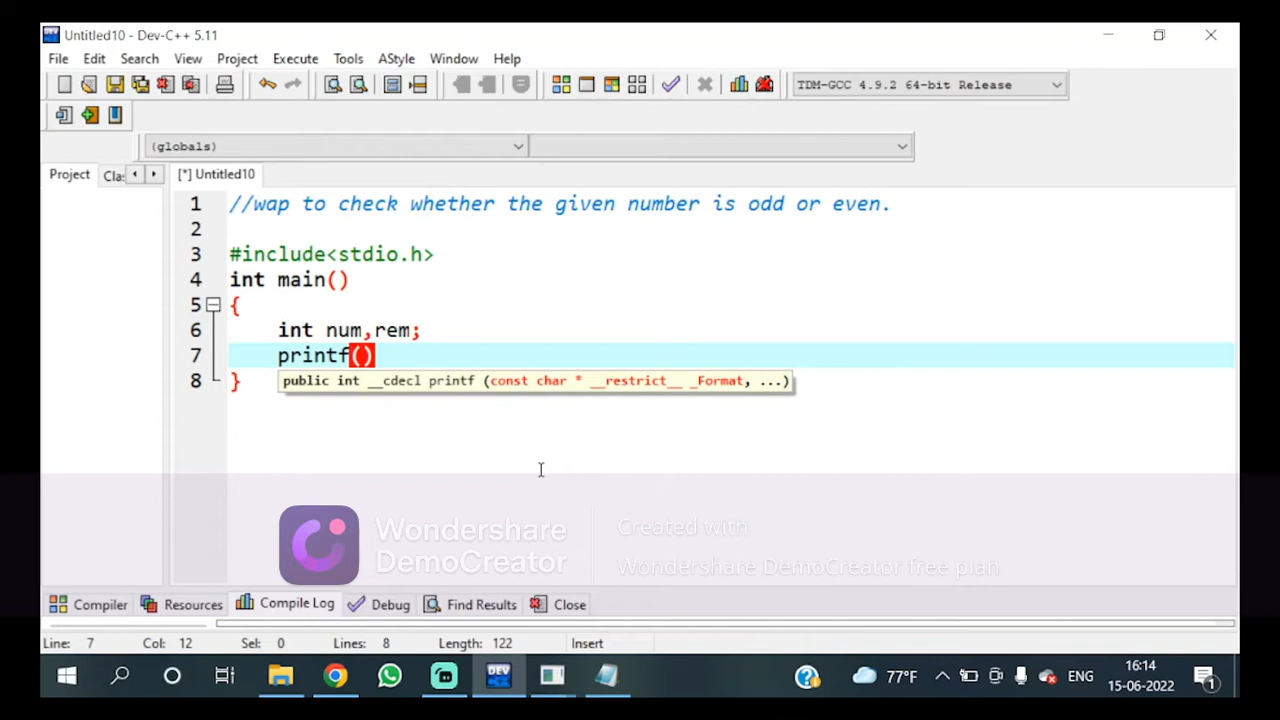 Untitled10 - Dev-C++ 5.11
File Edit Search View Project Execute Tools AStyle Window Help
TDM-GCC 4.9.2 64-bit Release
(globals)
Project Cla: [*] Untitled10
1 //wap to check whether the given number is odd or even.
2
3 #include<stdio.h>
4 int main()
5 {
6 int num,rem;
7 printf()
8 }
public int __cdecl printf (const char * __restrict__ _Format, ...)
Wondershare
DemoCreator
Created with
Wondershare DemoCreator free plan
Compiler Resources Compile Log Debug Find Results Close
Line: 7 Col: 12 Sel: 0 Lines: 8 Length: 122 Insert
DEV 77°F ENG 16:14
15-06-2022 1